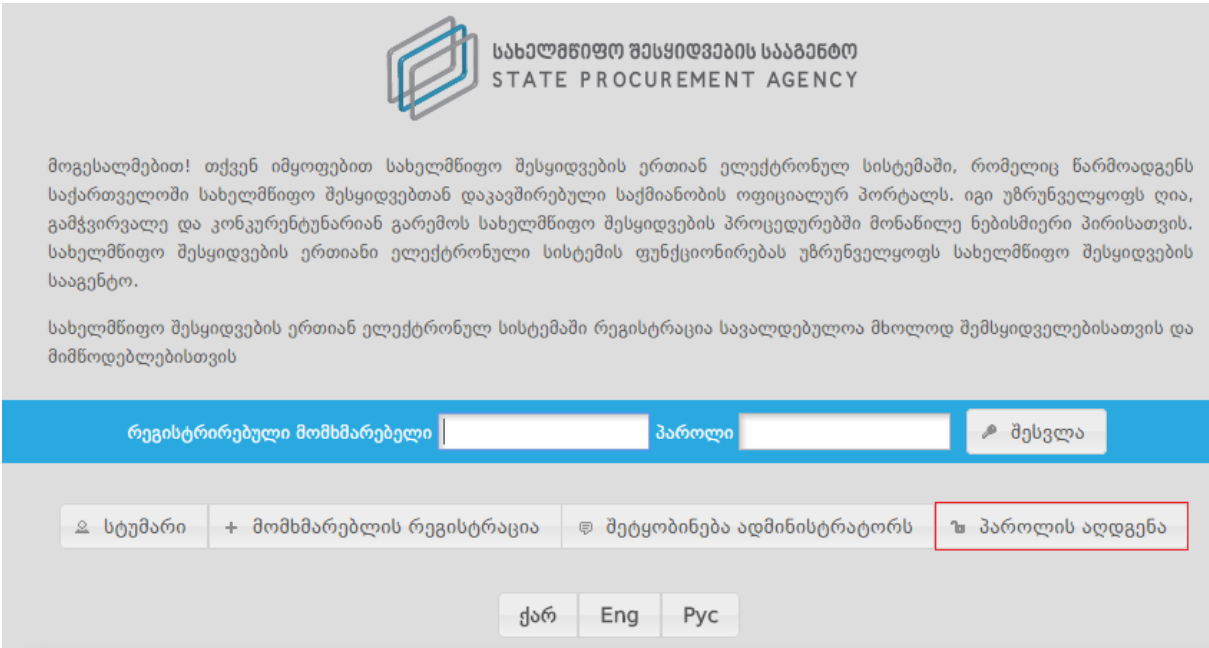 სახელმწიფო შესყიდვების სააგენტო
STATE PROCUREMENT AGENCY
მოგესალმებით! თქვენ იმყოფებით სახელმწიფო შესყიდვების ერთიან ელექტრონულ სისტემაში, რომელიც წარმოადგენს
საქართველოში სახელმწიფო შესყიდვებთან დაკავშირებული საქმიანობის ოფიციალურ პორტალს. იგი უზრუნველყოფს ღია,
გამჭვირვალე და კონკურენტუნარიან გარემოს სახელმწიფო შესყიდვების პროცედურებში მონაწილე ნებისმიერი პირისათვის.
სახელმწიფო შესყიდვების ერთიანი ელექტრონული სისტემის ფუნქციონირებას უზრუნველყოფს სახელმწიფო შესყიდვების
სააგენტო.
სახელმწიფო შესყიდვების ერთიან ელექტრონულ სისტემაში რეგისტრაცია სავალდებულოა მხოლოდ შემსყიდველებისათვის და
მიმწოდებლებისთვის
რეგისტრირებული მომხმარებელი პაროლი შესვლა
სტუმარი + მომხმარებლის რეგისტრაცია შეტყობინება ადმინისტრატორს პაროლის აღდგენა
ქარ Eng Рус